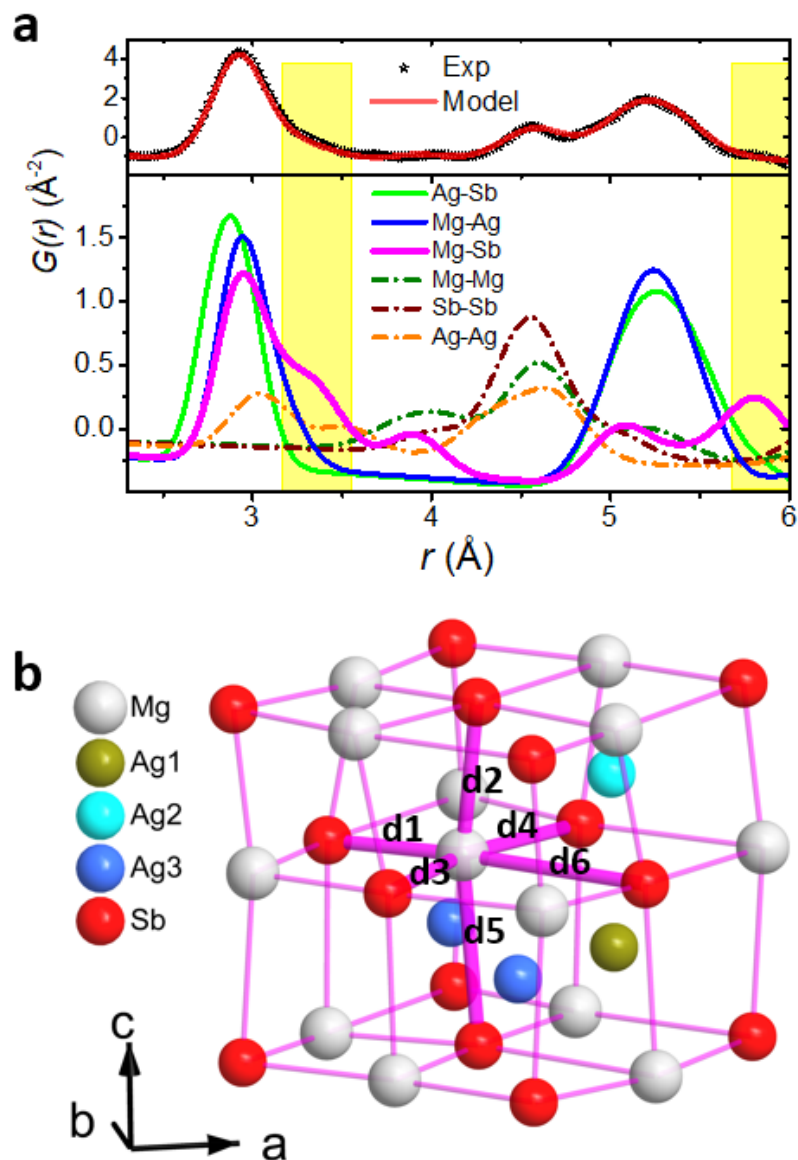 a
4
2
0
Exp
Model
G(r) (Å⁻²)
1.5
1.0
0.5
0.0
Ag-Sb
Mg-Ag
Mg-Sb
Mg-Mg
Sb-Sb
Ag-Ag
3 4 5 6
r (Å)
b
Mg
Ag1
Ag2
Ag3
Sb
d2
d1 d4
d3 d6
d5
c
b
a